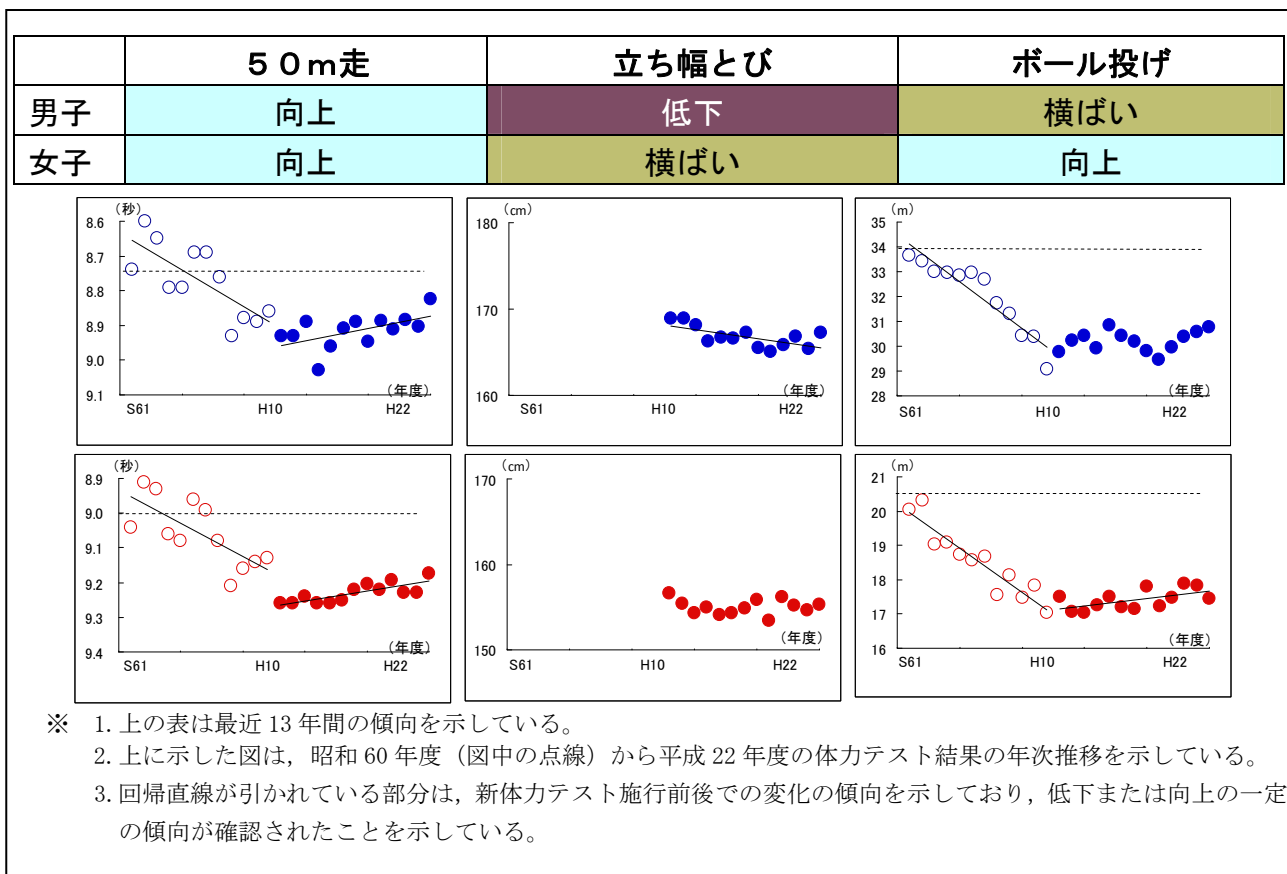 ５０ｍ走 立ち幅とび ボール投げ
男子 向上 低下 横ばい
女子 向上 横ばい 向上
（秒）
8.6
8.7
8.8
8.9
9.0
9.1
（年度）
S61 H10 H22
（cm）
180
170
160
（年度）
S61 H10 H22
（m）
35
34
33
32
31
30
29
28
（年度）
S61 H10 H22
（秒）
8.9
9.0
9.1
9.2
9.3
9.4
（年度）
S61 H10 H22
（cm）
170
160
150
（年度）
S61 H10 H22
（m）
21
20
19
18
17
16
（年度）
S61 H10 H22
※ 1. 上の表は最近 13 年間の傾向を示している。
2. 上に示した図は，昭和 60 年度（図中の点線）から平成 22 年度の体力テスト結果の年次推移を示している。
3. 回帰直線が引かれている部分は，新体力テスト施行前後での変化の傾向を示しており，低下または向上の一定
の傾向が確認されたことを示している。